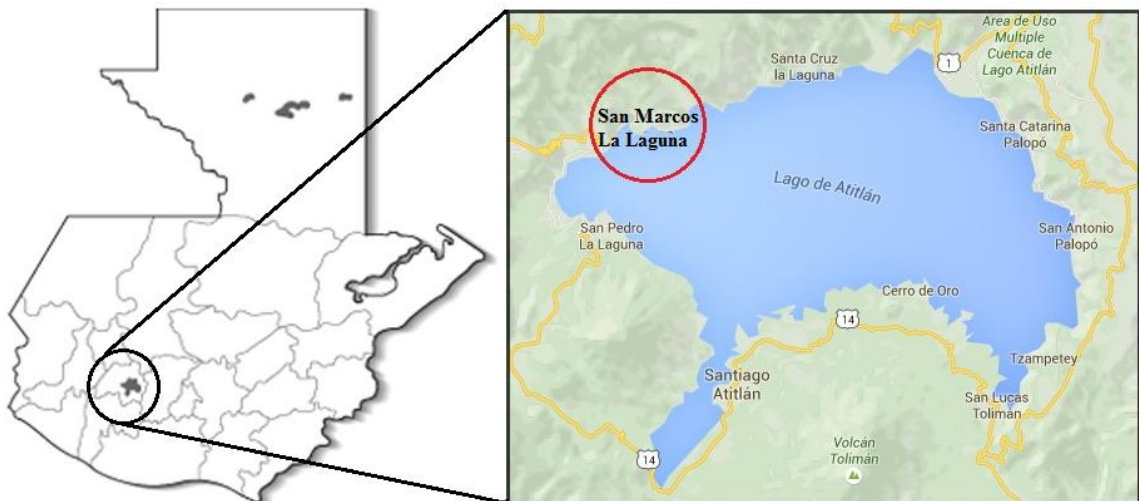 Area de Uso
Multiple
Cuenca de
Lago Atitlán
1
Santa Cruz
la Laguna
San Marcos
La Laguna
Santa Catarina
Palopó
Lago de Atitlán
San Pedro
La Laguna
San Antonio
Palopó
Cerro de Oro
14
Tzampetey
Santiago
Atitlán
San Lucas
Tolimán
Volcán
Tolimán
14